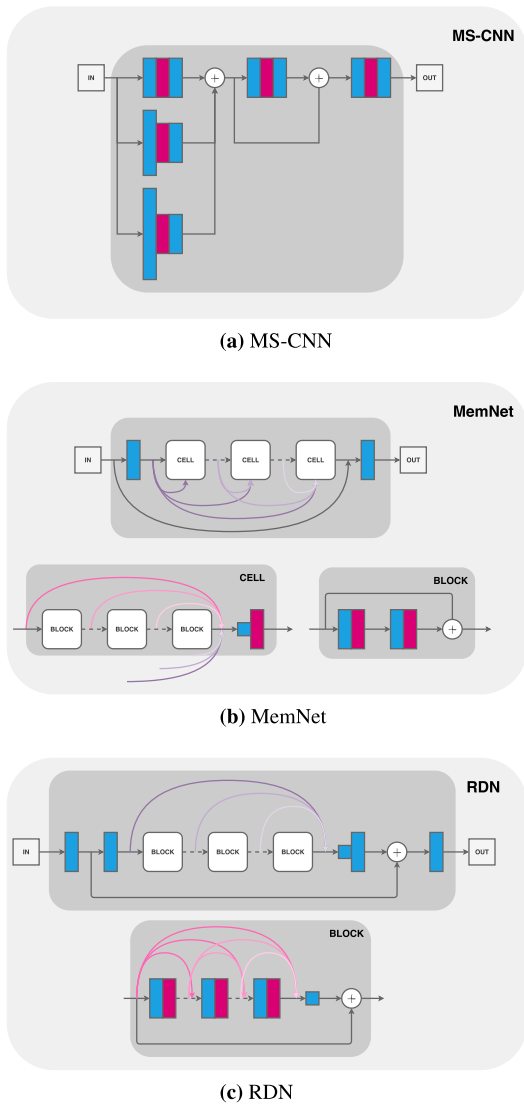 MS-CNN
IN
+
+
OUT
(a) MS-CNN
MemNet
IN
CELL
CELL
CELL
OUT
CELL
BLOCK
BLOCK
BLOCK
BLOCK
+
(b) MemNet
RDN
IN
BLOCK
BLOCK
BLOCK
+
OUT
BLOCK
+
(c) RDN